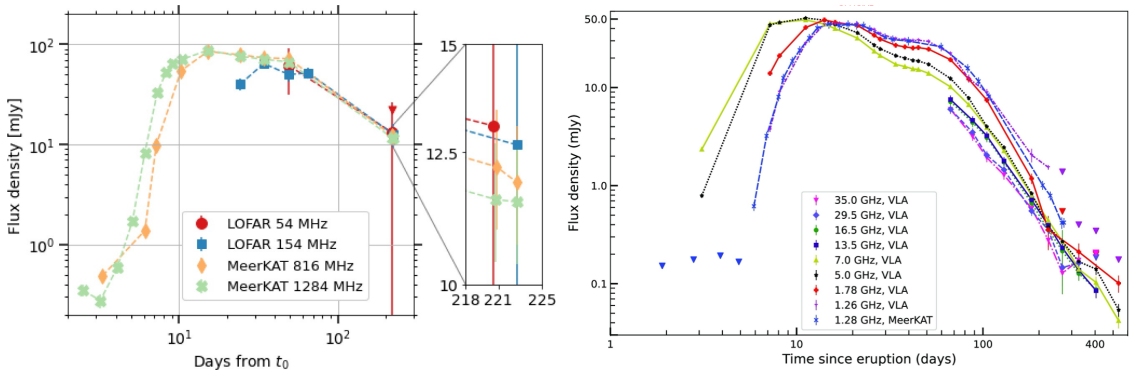 10²
10¹
10⁰
Flux density [mJy]
LOFAR 54 MHz
LOFAR 154 MHz
MeerKAT 816 MHz
MeerKAT 1284 MHz
10¹
10²
Days from t₀
15
12.5
10
218
221
225
50.0
10.0
1.0
0.1
Flux density (mJy)
35.0 GHz, VLA
29.5 GHz, VLA
16.5 GHz, VLA
13.5 GHz, VLA
7.0 GHz, VLA
5.0 GHz, VLA
1.78 GHz, VLA
1.26 GHz, VLA
1.28 GHz, MeerKAT
1
10
100
400
Time since eruption (days)